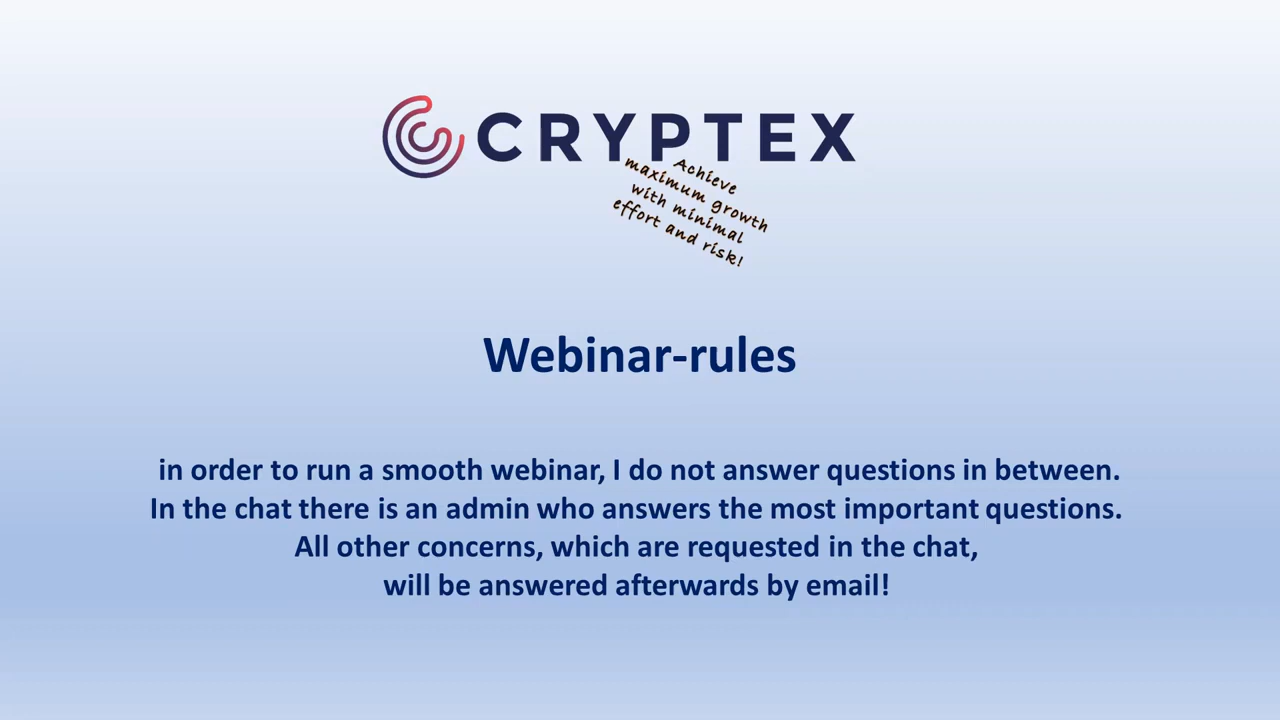 CRYPTEX
Achieve
maximum growth
with minimal
effort and risk!
Webinar-rules
in order to run a smooth webinar, I do not answer questions in between.
In the chat there is an admin who answers the most important questions.
All other concerns, which are requested in the chat,
will be answered afterwards by email!